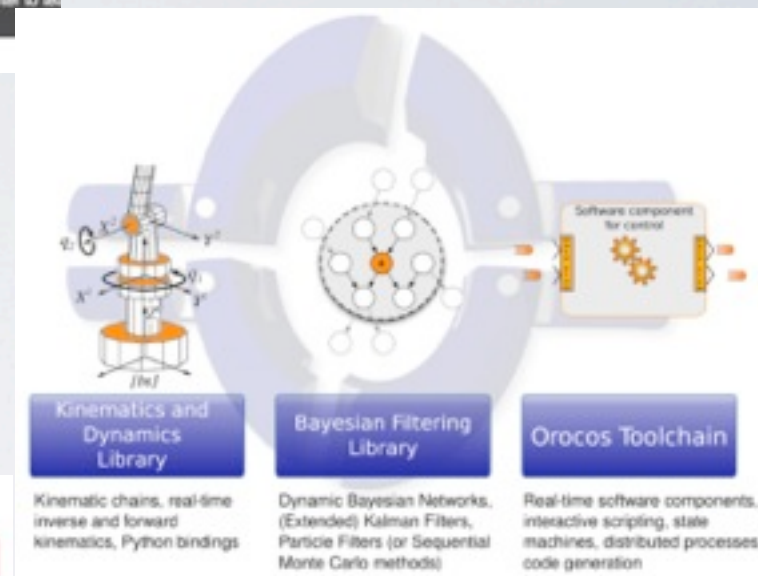 Software component
for control
Kinematics and
Dynamics
Library
Bayesian Filtering
Library
Orocos Toolchain
Kinematic chains, real-time
inverse and forward
kinematics, Python bindings
Dynamic Bayesian Networks,
(Extended) Kalman Filters,
Particle Filters (or Sequential
Monte Carlo methods)
Real-time software components,
interactive scripting, state
machines, distributed processes,
code generation